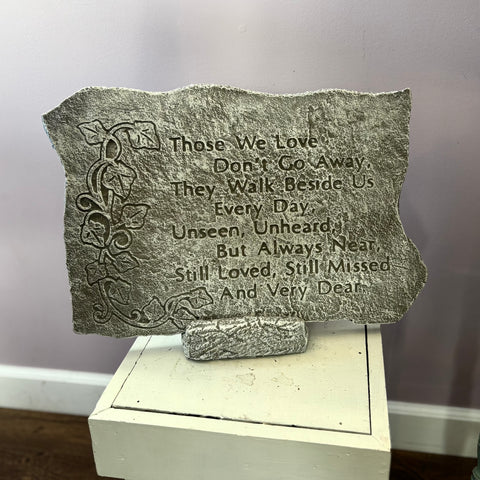 Those We Love
Don't Go Away,
They Walk Beside Us
Every Day,
Unseen, Unheard,
But Always Near,
Still Loved, Still Missed
And Very Dear.